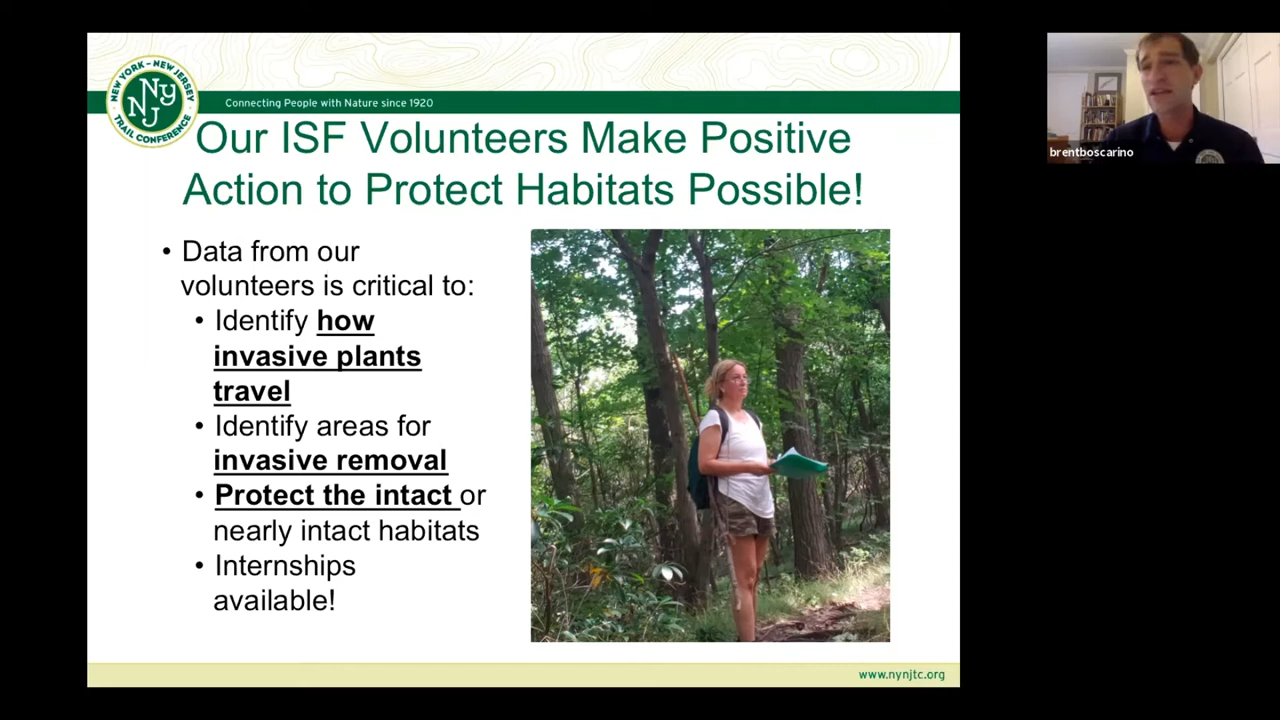 NEW YORK – NEW JERSEY
NY
NJ
TRAIL CONFERENCE
Connecting People with Nature since 1920
Our ISF Volunteers Make Positive
Action to Protect Habitats Possible!
• Data from our
volunteers is critical to:
• Identify how
invasive plants
travel
• Identify areas for
invasive removal
• Protect the intact or
nearly intact habitats
• Internships
available!
www.nynjtc.org
brentboscarino